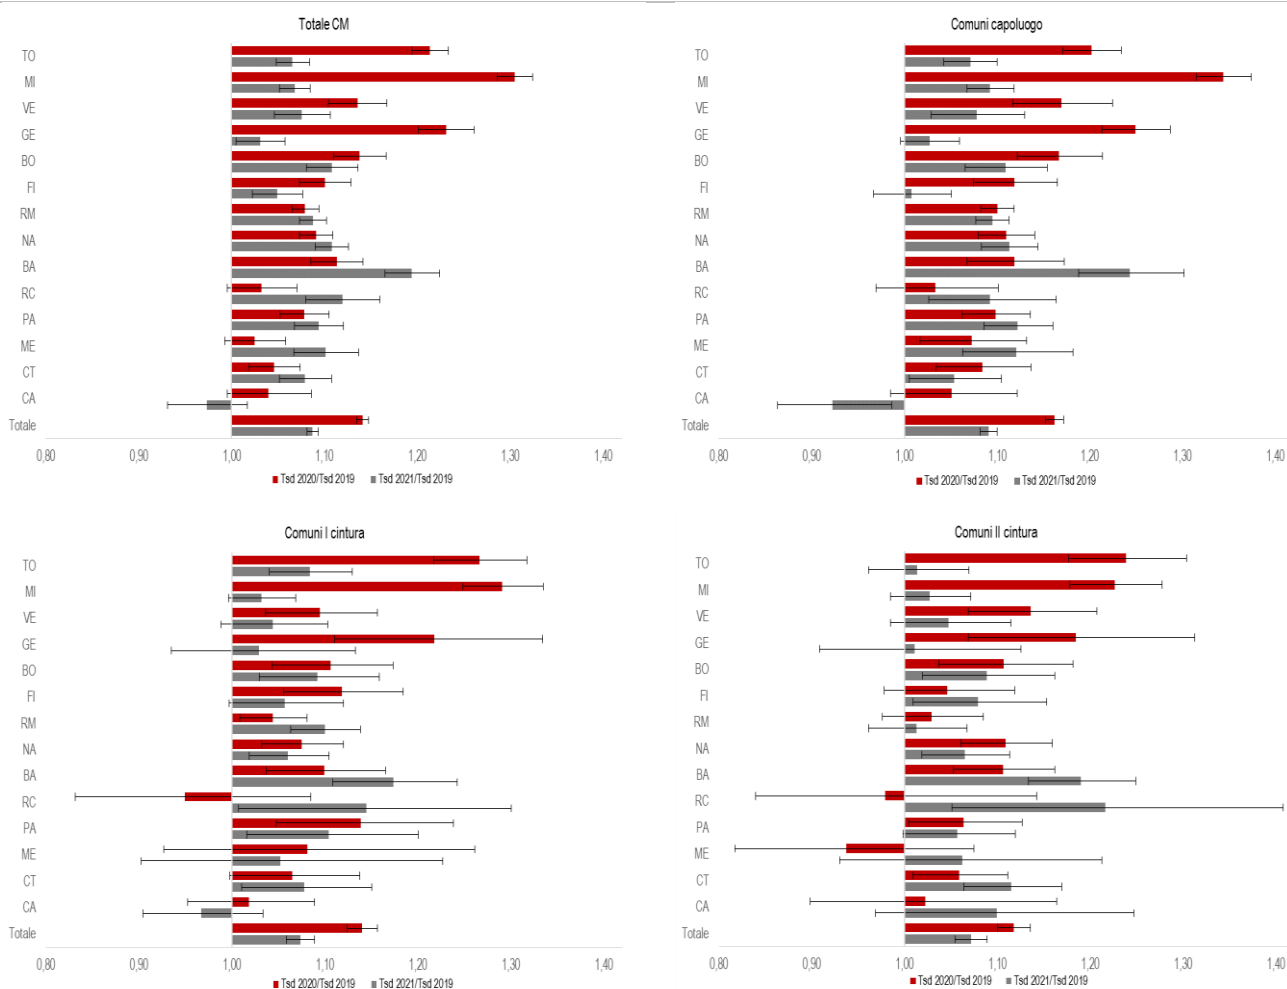 Totale CM
TO
MI
VE
GE
BO
FI
RM
NA
BA
RC
PA
ME
CT
CA
Totale
0,80 0,90 1,00 1,10 1,20 1,30 1,40
Tsd 2020/Tsd 2019 Tsd 2021/Tsd 2019
Comuni capoluogo
TO
MI
VE
GE
BO
FI
RM
NA
BA
RC
PA
ME
CT
CA
Totale
0,80 0,90 1,00 1,10 1,20 1,30 1,40
Tsd 2020/Tsd 2019 Tsd 2021/Tsd 2019
Comuni I cintura
TO
MI
VE
GE
BO
FI
RM
NA
BA
RC
PA
ME
CT
CA
Totale
0,80 0,90 1,00 1,10 1,20 1,30 1,40
Tsd 2020/Tsd 2019 Tsd 2021/Tsd 2019
Comuni II cintura
TO
MI
VE
GE
BO
FI
RM
NA
BA
RC
PA
ME
CT
CA
Totale
0,80 0,90 1,00 1,10 1,20 1,30 1,40
Tsd 2020/Tsd 2019 Tsd 2021/Tsd 2019